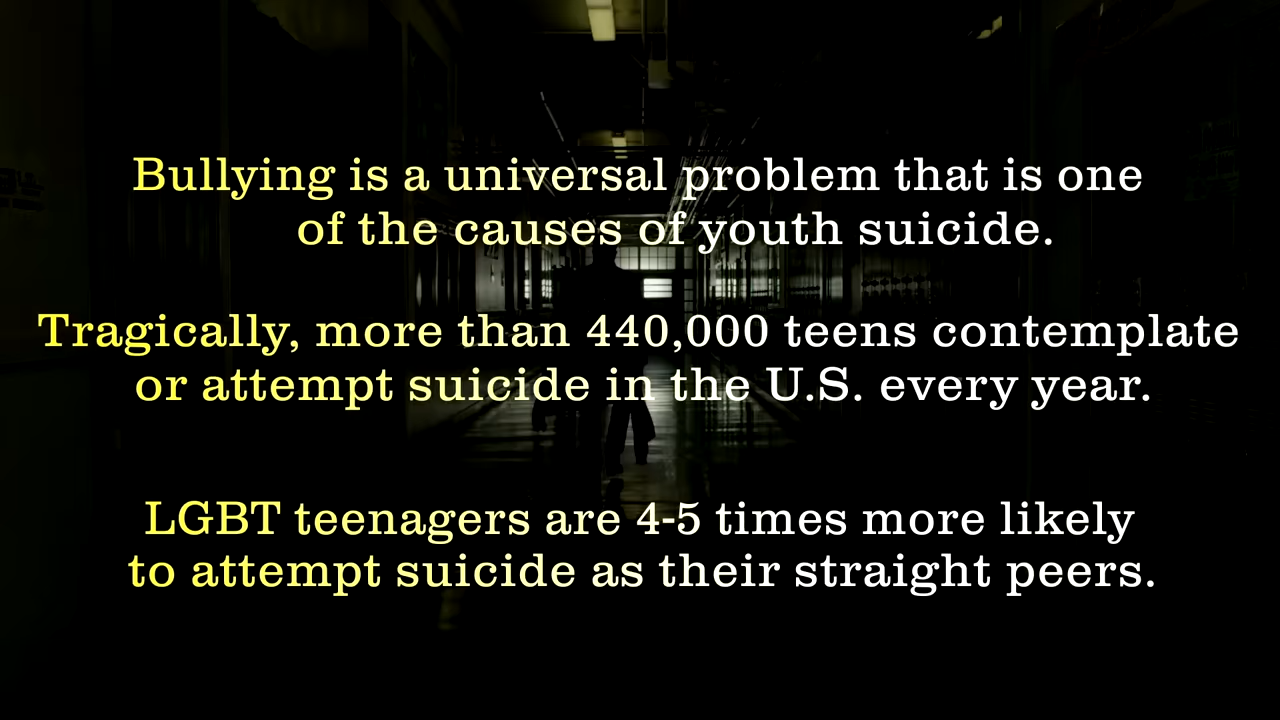 Bullying is a universal problem that is one
of the causes of youth suicide.
Tragically, more than 440,000 teens contemplate
or attempt suicide in the U.S. every year.
LGBT teenagers are 4-5 times more likely
to attempt suicide as their straight peers.